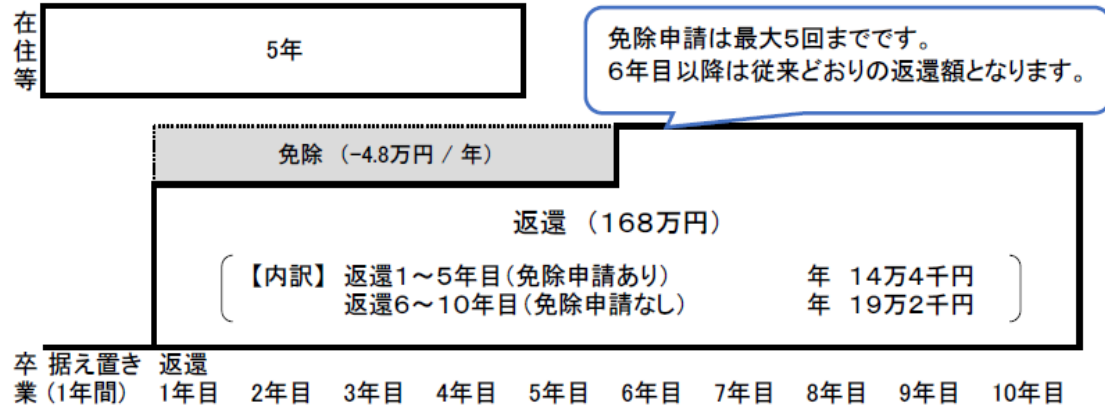 在住等
5年
免除申請は最大5回までです。
6年目以降は従来どおりの返還額となります。
免除 (-4.8万円 / 年)
返還 (168万円)
【内訳】 返還1～5年目(免除申請あり) 年 14万4千円
返還6～10年目(免除申請なし) 年 19万2千円
卒業
据え置き
(1年間)
返還
1年目 2年目 3年目 4年目 5年目 6年目 7年目 8年目 9年目 10年目